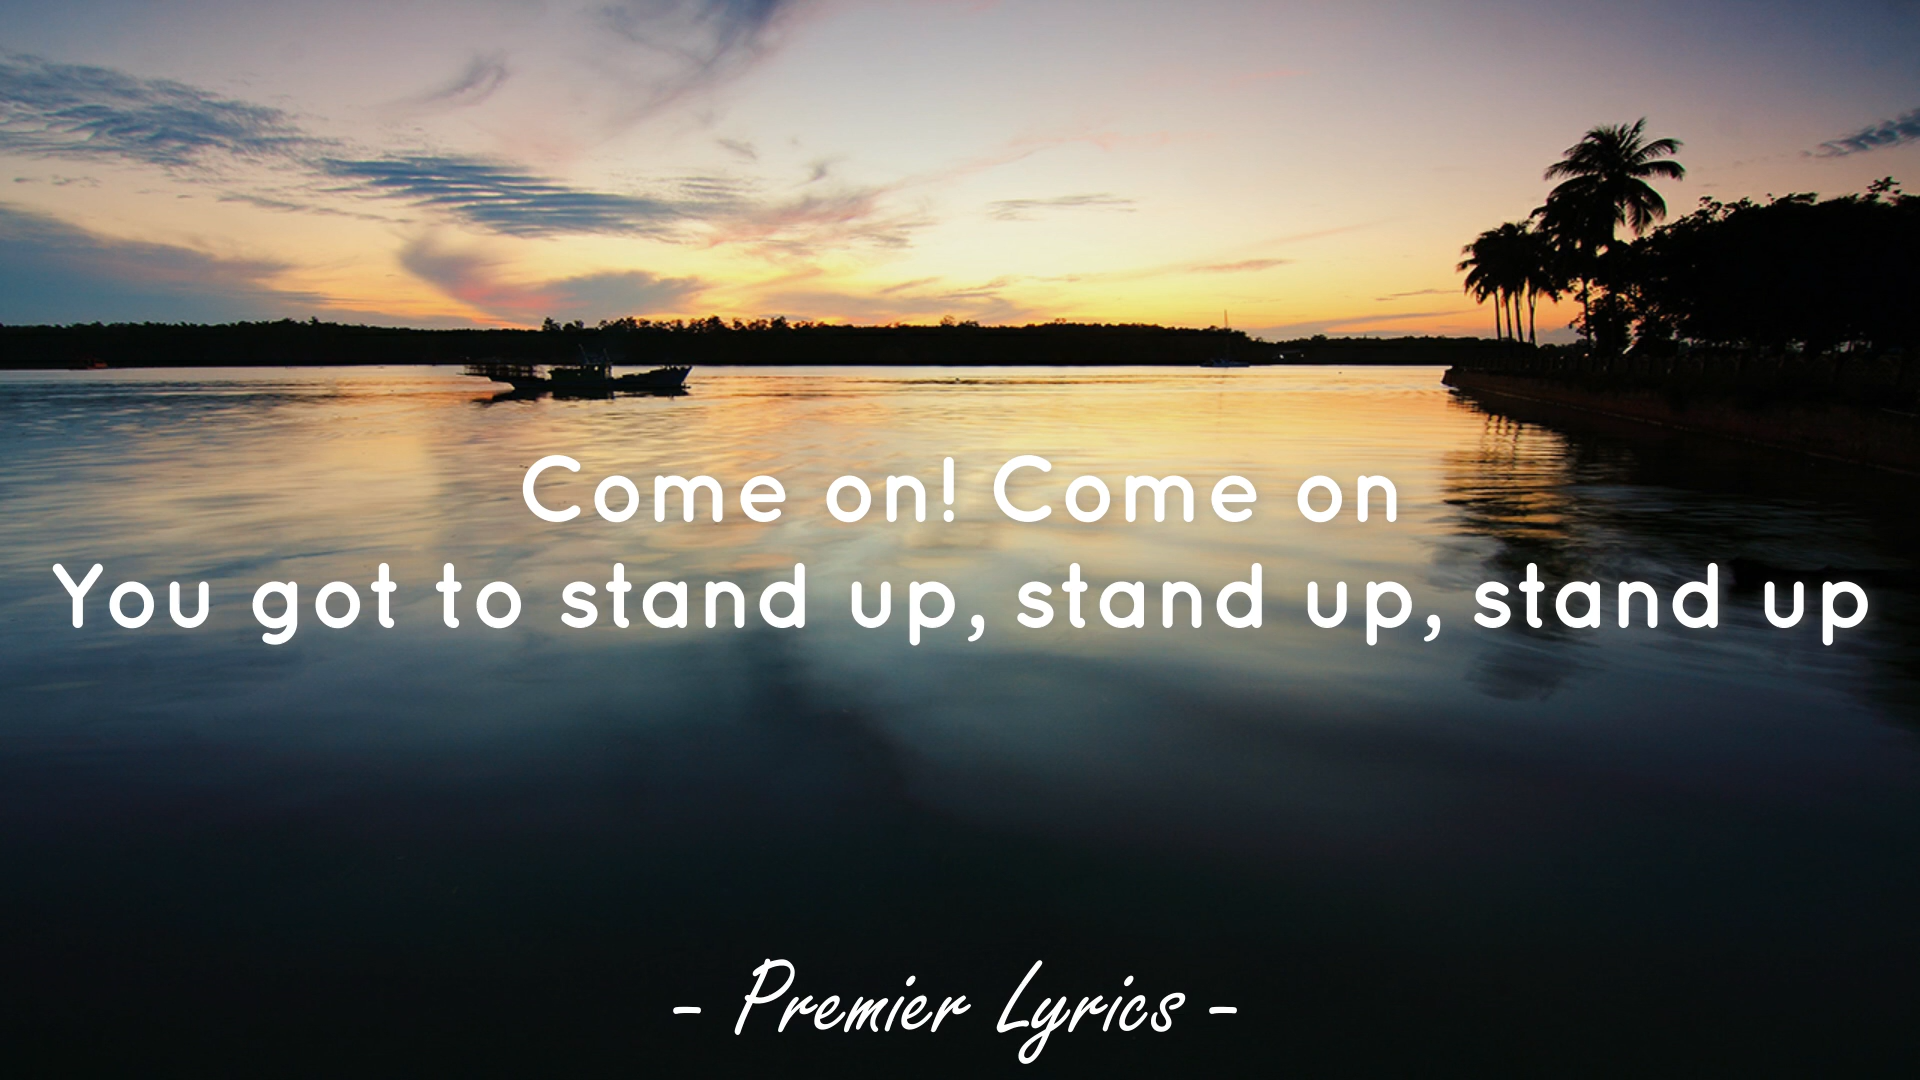 Come on! Come on
You got to stand up, stand up, stand up
- Premier Lyrics -